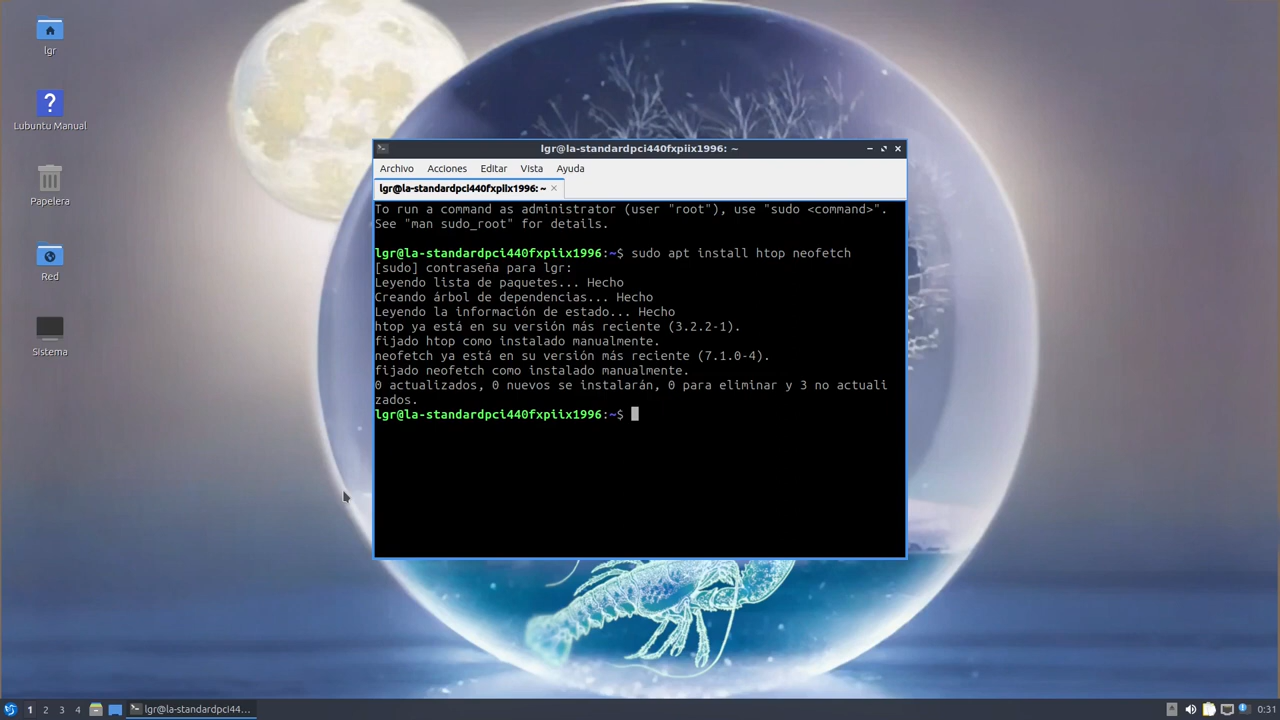 lgr
Lubuntu Manual
Papelera
Red
Sistema
lgr@la-standardpci440fxpiix1996: ~
Archivo Acciones Editar Vista Ayuda
lgr@la-standardpci440fxpiix1996: ~
To run a command as administrator (user "root"), use "sudo <command>".
See "man sudo_root" for details.
lgr@la-standardpci440fxpiix1996:~$ sudo apt install htop neofetch
[sudo] contraseña para lgr:
Leyendo lista de paquetes... Hecho
Creando árbol de dependencias... Hecho
Leyendo la información de estado... Hecho
htop ya está en su versión más reciente (3.2.2-1).
fijado htop como instalado manualmente.
neofetch ya está en su versión más reciente (7.1.0-4).
fijado neofetch como instalado manualmente.
0 actualizados, 0 nuevos se instalarán, 0 para eliminar y 3 no actuali
zados.
lgr@la-standardpci440fxpiix1996:~$
1 2 3 4 lgr@la-standardpci44... 0:31